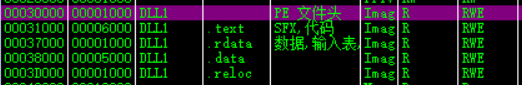 00030000 00001000 DLL1 PE 文件头 Imag R RWE
00031000 00006000 DLL1 .text SFX,代码 Imag R RWE
00037000 00001000 DLL1 .rdata 数据,输入表, Imag R RWE
00038000 00005000 DLL1 .data Imag R RWE
0003D000 00001000 DLL1 .reloc Imag R RWE